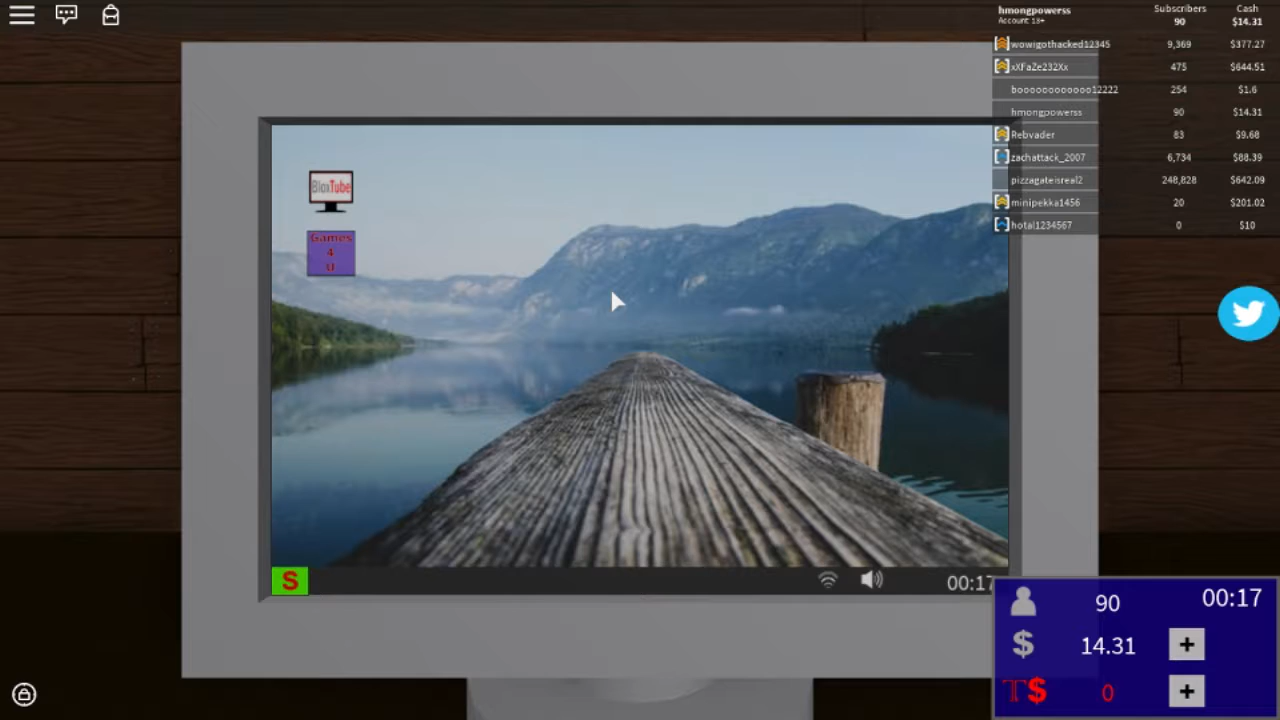 hmongpowerss
Account 13+
Subscribers
90
Cash
$14.31
wowigothacked12345 9,369 $377.27
xXFaZe232Xx 475 $644.51
booooooooooooo12222 254 $1.6
hmongpowerss 90 $14.31
Rebvader 83 $9.68
zachattack_2007 6,734 $88.39
pizzagateisreal2 248,828 $642.09
minipekka1456 20 $201.02
hotal1234567 0 $10
BloxTube
Games
4
U
S
00:17
90 00:17
$ 14.31 +
T$ 0 +